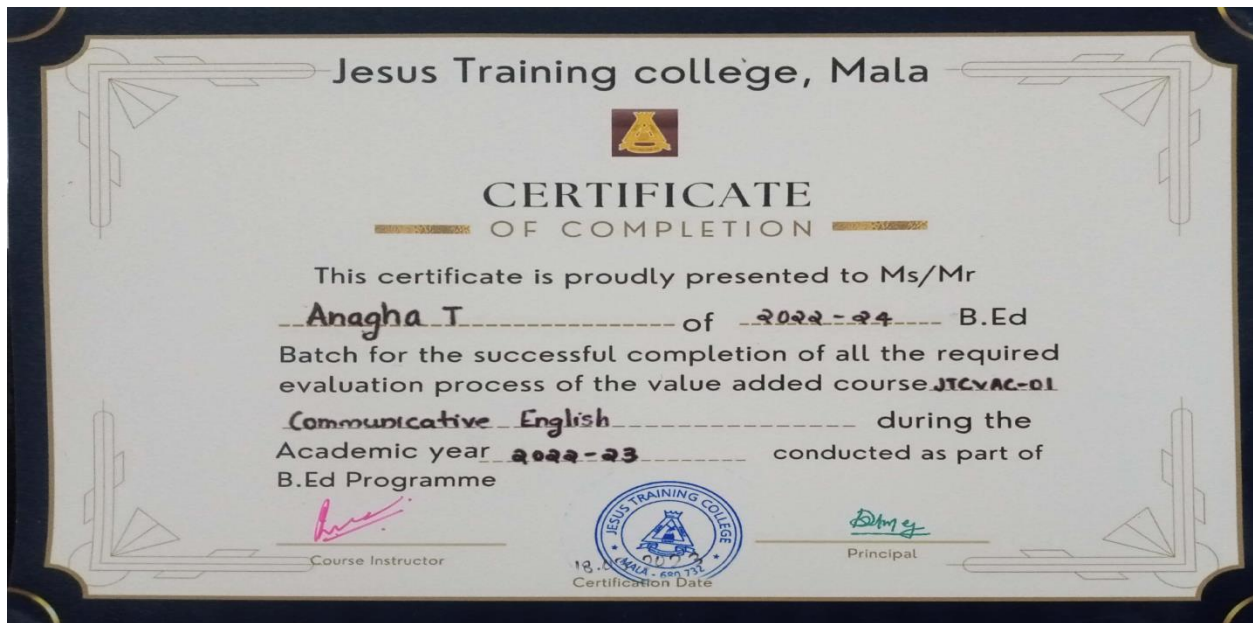 Jesus Training college, Mala
CERTIFICATE
OF COMPLETION
This certificate is proudly presented to Ms/Mr
Anagha T of 2022-24 B.Ed
Batch for the successful completion of all the required
evaluation process of the value added course JTCVAC-01
Communicative English during the
Academic year 2022-23 conducted as part of
B.Ed Programme
JESUS TRAINING COLLEGE
MALA - 680 732
Course Instructor
Principal
Certification Date